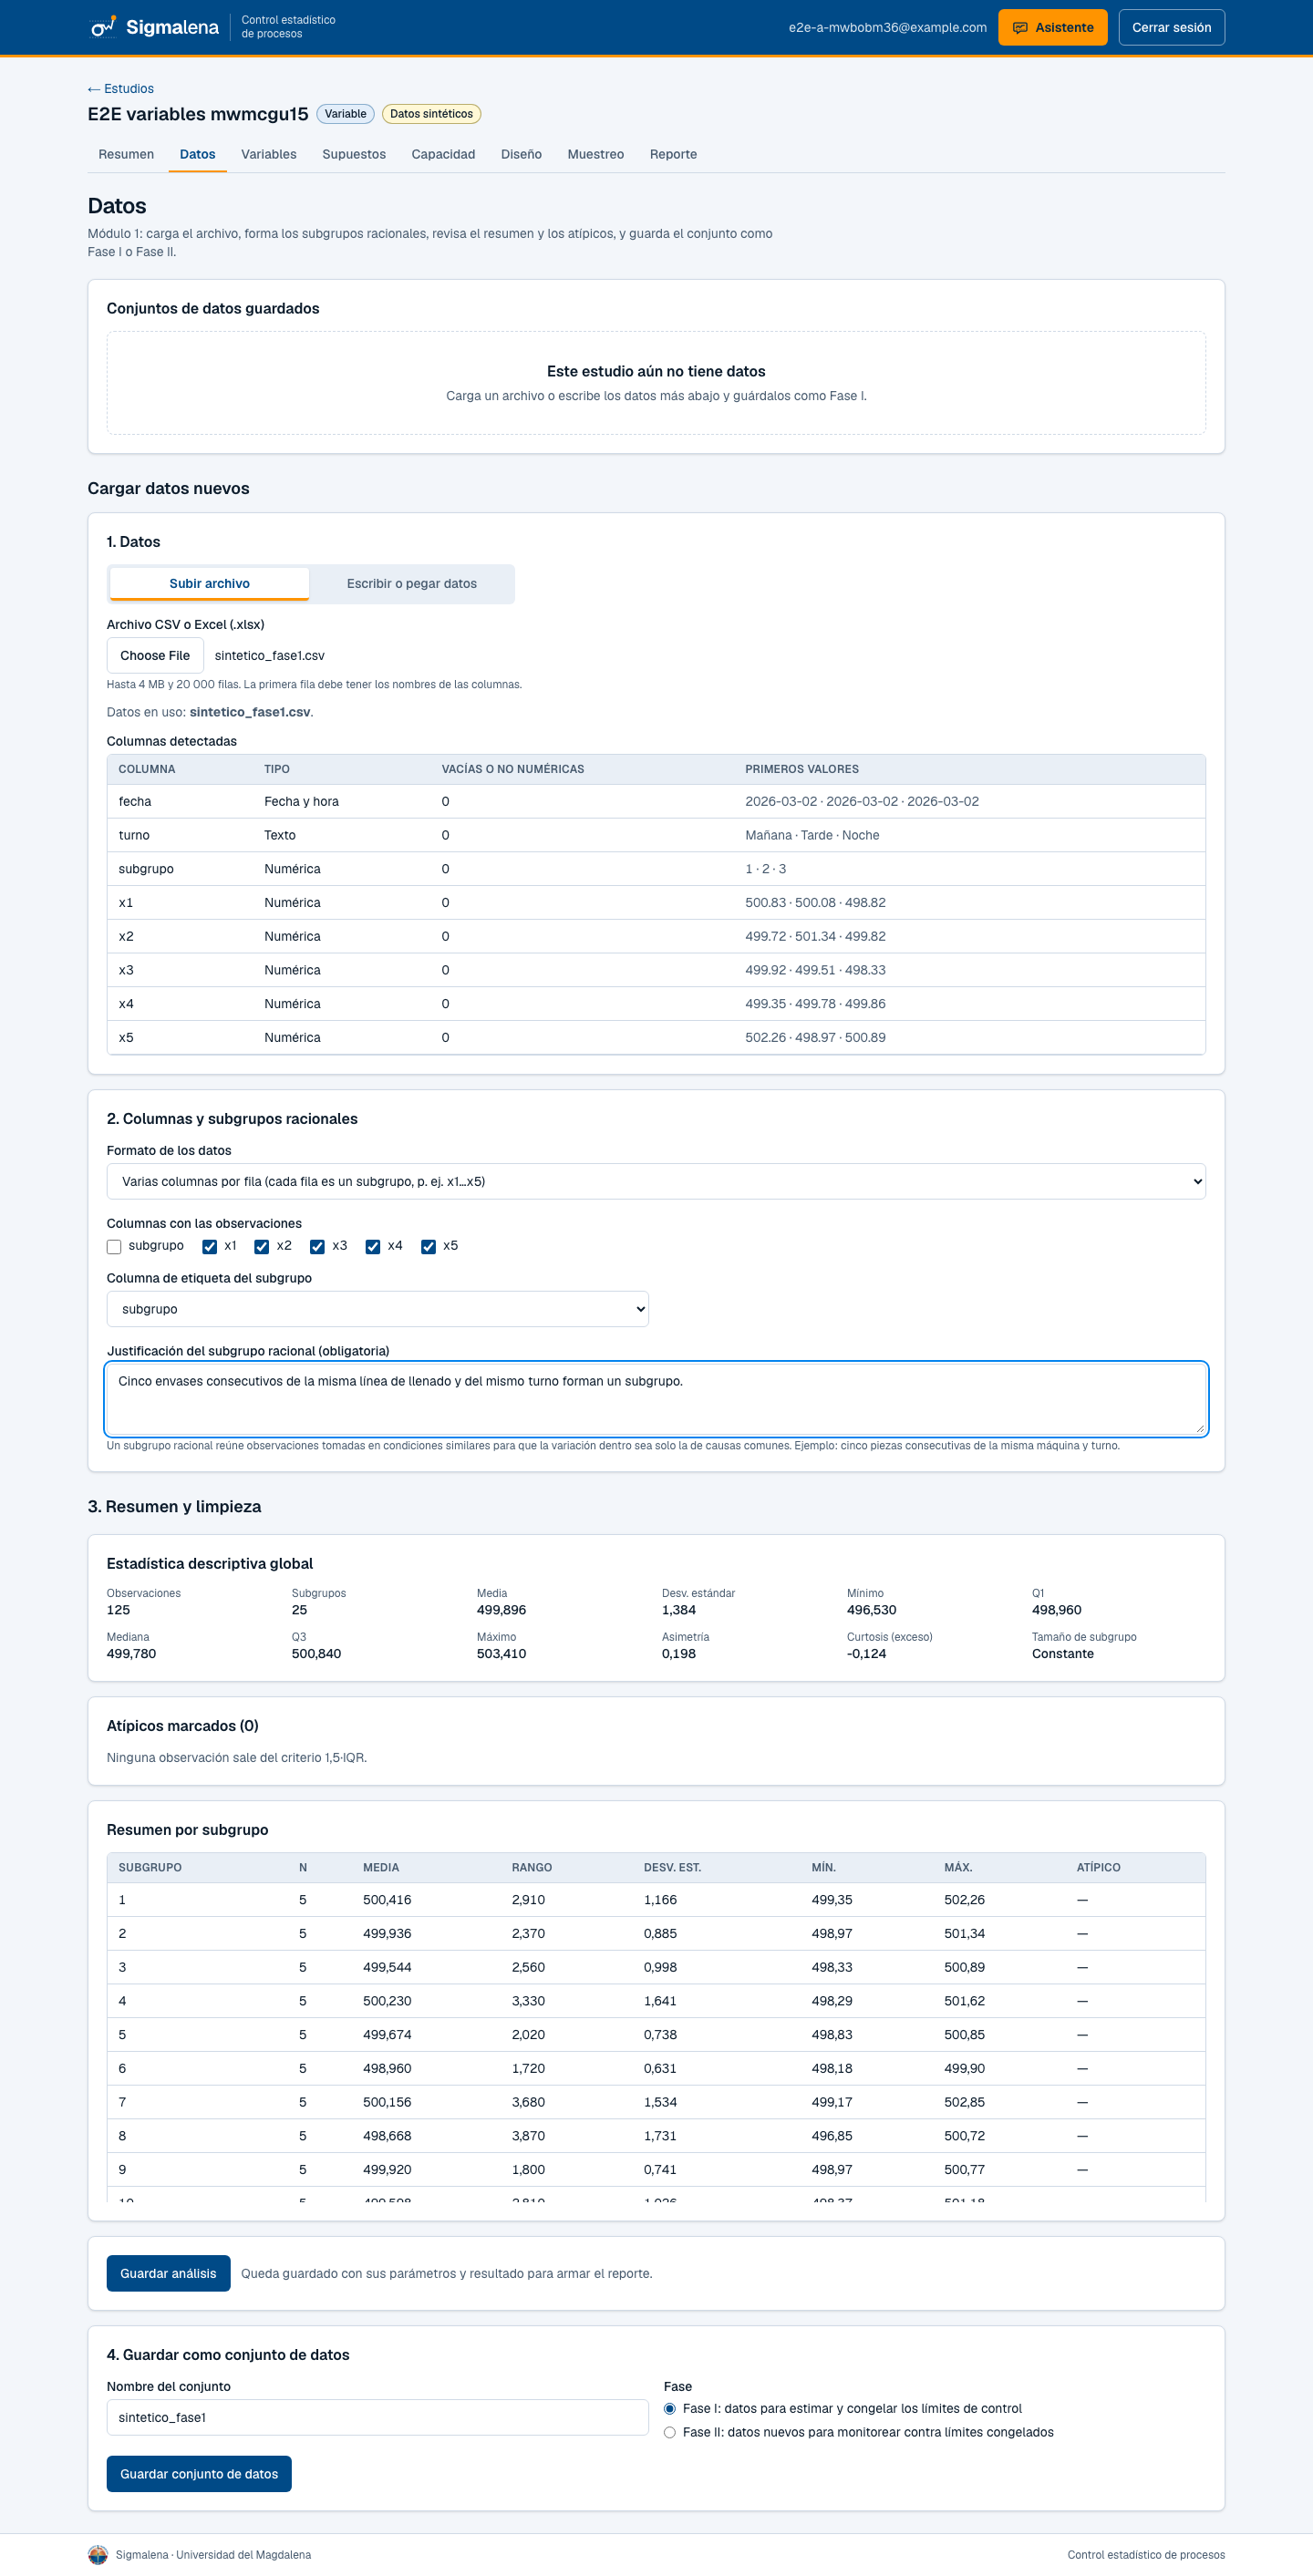 Sigmalena
Control estadístico
de procesos
e2e-a-mwbobm36@example.com
Asistente
Cerrar sesión
← Estudios
E2E variables mwmcgu15 Variable Datos sintéticos
Resumen Datos Variables Supuestos Capacidad Diseño Muestreo Reporte
Datos
Módulo 1: carga el archivo, forma los subgrupos racionales, revisa el resumen y los atípicos, y guarda el conjunto como
Fase I o Fase II.
Conjuntos de datos guardados
Este estudio aún no tiene datos
Carga un archivo o escribe los datos más abajo y guárdalos como Fase I.
Cargar datos nuevos
1. Datos
Subir archivo Escribir o pegar datos
Archivo CSV o Excel (.xlsx)
Choose File sintetico_fase1.csv
Hasta 4 MB y 20 000 filas. La primera fila debe tener los nombres de las columnas.
Datos en uso: sintetico_fase1.csv.
Columnas detectadas
COLUMNA TIPO VACÍAS O NO NUMÉRICAS PRIMEROS VALORES
fecha Fecha y hora 0 2026-03-02 · 2026-03-02 · 2026-03-02
turno Texto 0 Mañana · Tarde · Noche
subgrupo Numérica 0 1 · 2 · 3
x1 Numérica 0 500.83 · 500.08 · 498.82
x2 Numérica 0 499.72 · 501.34 · 499.82
x3 Numérica 0 499.92 · 499.51 · 498.33
x4 Numérica 0 499.35 · 499.78 · 499.86
x5 Numérica 0 502.26 · 498.97 · 500.89
2. Columnas y subgrupos racionales
Formato de los datos
Varias columnas por fila (cada fila es un subgrupo, p. ej. x1…x5)
Columnas con las observaciones
subgrupo x1 x2 x3 x4 x5
Columna de etiqueta del subgrupo
subgrupo
Justificación del subgrupo racional (obligatoria)
Cinco envases consecutivos de la misma línea de llenado y del mismo turno forman un subgrupo.
Un subgrupo racional reúne observaciones tomadas en condiciones similares para que la variación dentro sea solo la de causas comunes. Ejemplo: cinco piezas consecutivas de la misma máquina y turno.
3. Resumen y limpieza
Estadística descriptiva global
Observaciones Subgrupos Media Desv. estándar Mínimo Q1
125 25 499,896 1,384 496,530 498,960
Mediana Q3 Máximo Asimetría Curtosis (exceso) Tamaño de subgrupo
499,780 500,840 503,410 0,198 -0,124 Constante
Atípicos marcados (0)
Ninguna observación sale del criterio 1,5·IQR.
Resumen por subgrupo
SUBGRUPO N MEDIA RANGO DESV. EST. MÍN. MÁX. ATÍPICO
1 5 500,416 2,910 1,166 499,35 502,26 —
2 5 499,936 2,370 0,885 498,97 501,34 —
3 5 499,544 2,560 0,998 498,33 500,89 —
4 5 500,230 3,330 1,641 498,29 501,62 —
5 5 499,674 2,020 0,738 498,83 500,85 —
6 5 498,960 1,720 0,631 498,18 499,90 —
7 5 500,156 3,680 1,534 499,17 502,85 —
8 5 498,668 3,870 1,731 496,85 500,72 —
9 5 499,920 1,800 0,741 498,97 500,77 —
Guardar análisis Queda guardado con sus parámetros y resultado para armar el reporte.
4. Guardar como conjunto de datos
Nombre del conjunto
sintetico_fase1
Fase
Fase I: datos para estimar y congelar los límites de control
Fase II: datos nuevos para monitorear contra límites congelados
Guardar conjunto de datos
Sigmalena · Universidad del Magdalena
Control estadístico de procesos